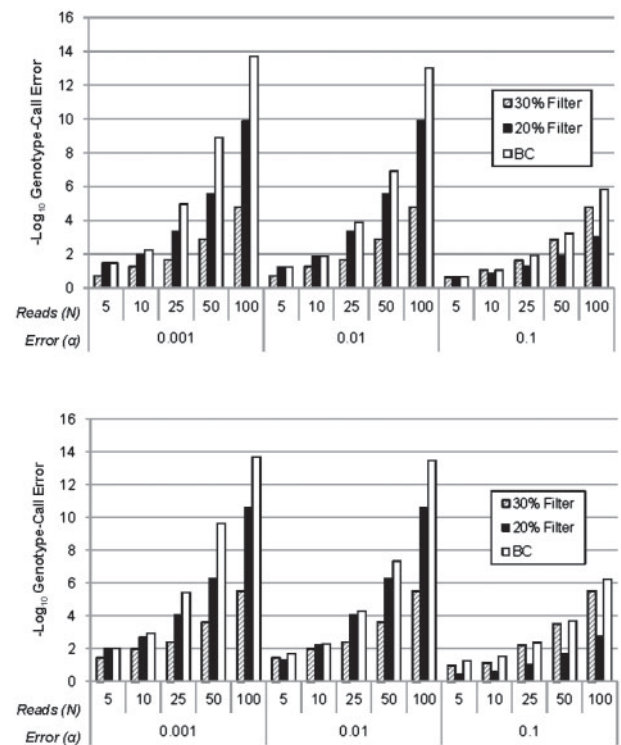 16
14
12
10
8
6
4
2
0
-Log10 Genotype-Call Error
30% Filter
20% Filter
BC
Reads (N) 5 10 25 50 100 5 10 25 50 100 5 10 25 50 100
Error (α) 0.001 0.01 0.1
16
14
12
10
8
6
4
2
0
-Log10 Genotype-Call Error
30% Filter
20% Filter
BC
Reads (N) 5 10 25 50 100 5 10 25 50 100 5 10 25 50 100
Error (α) 0.001 0.01 0.1